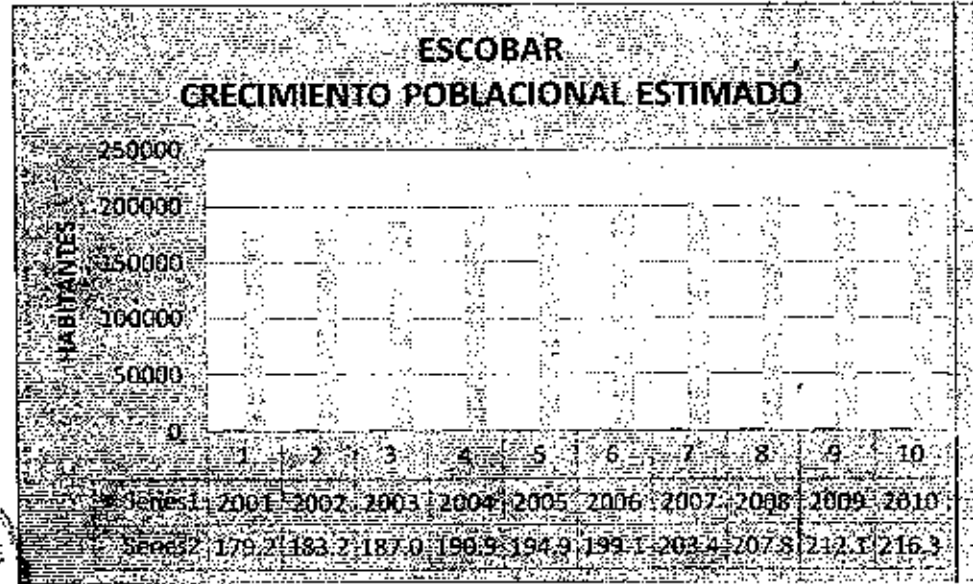 ESCOBAR
CRECIMIENTO POBLACIONAL ESTIMADO
HABITANTES
250000
200000
150000
100000
50000
0
1 2 3 4 5 6 7 8 9 10
Series1 2001 2002 2003 2004 2005 2006 2007 2008 2009 2010
Series2 179.2 183.2 187.0 190.9 194.9 199.1 203.4 207.8 212.1 216.3